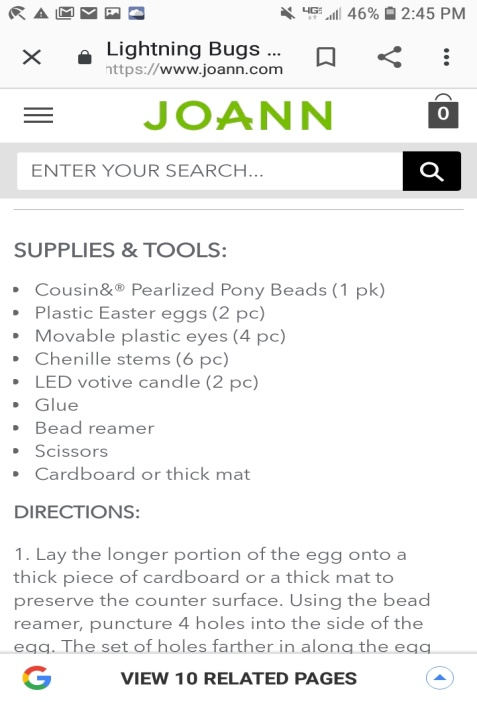 4GE 46% 2:45 PM
Lightning Bugs ...
https://www.joann.com
JOANN
0
ENTER YOUR SEARCH...
SUPPLIES & TOOLS:
• Cousin&® Pearlized Pony Beads (1 pk)
• Plastic Easter eggs (2 pc)
• Movable plastic eyes (4 pc)
• Chenille stems (6 pc)
• LED votive candle (2 pc)
• Glue
• Bead reamer
• Scissors
• Cardboard or thick mat
DIRECTIONS:
1. Lay the longer portion of the egg onto a
thick piece of cardboard or a thick mat to
preserve the counter surface. Using the bead
reamer, puncture 4 holes into the side of the
egg. The set of holes farther in along the egg
G VIEW 10 RELATED PAGES